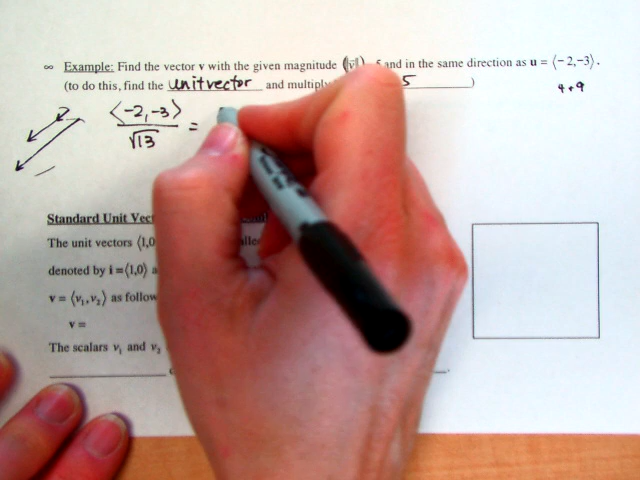 ∞ Example: Find the vector v with the given magnitude (|v|) 5 and in the same direction as u = ⟨−2,−3⟩.
(to do this, find the unit vector and multiply 5 )
4+9
⟨−2,−3⟩
√13 =
Standard Unit
The unit vectors ⟨1,0
denoted by i = ⟨1,0⟩
v = ⟨v₁,v₂⟩ as follow
v =
The scalars v₁ and v₂